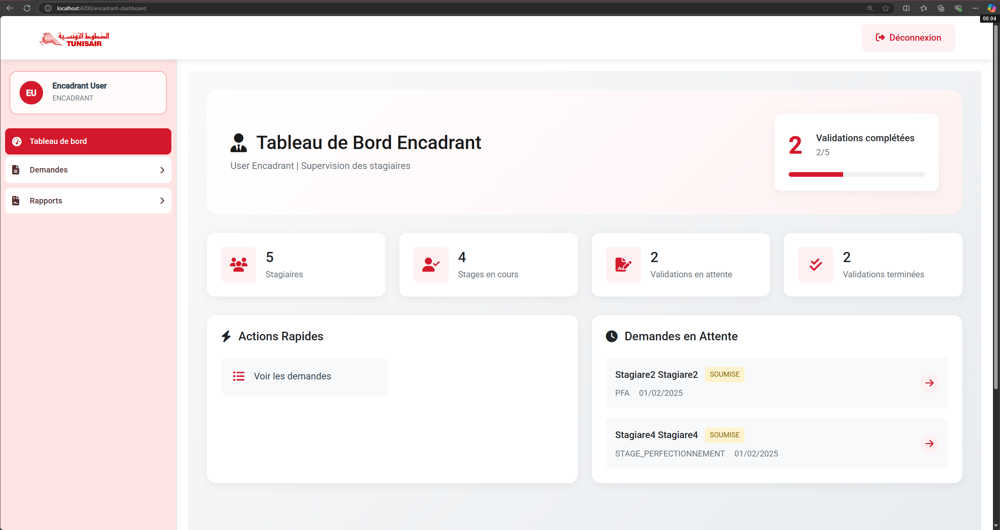 localhost:4200/encadrant-dashboard
00:04
الخطوط التونسية
TUNISAIR
Déconnexion
EU
Encadrant User
ENCADRANT
Tableau de bord
Demandes
Rapports
Tableau de Bord Encadrant
User Encadrant | Supervision des stagiaires
2
Validations complétées
2/5
5
Stagiaires
4
Stages en cours
2
Validations en attente
2
Validations terminées
Actions Rapides
Voir les demandes
Demandes en Attente
Stagiare2 Stagiare2 SOUMISE
PFA 01/02/2025
Stagiare4 Stagiare4 SOUMISE
STAGE_PERFECTIONNEMENT 01/02/2025